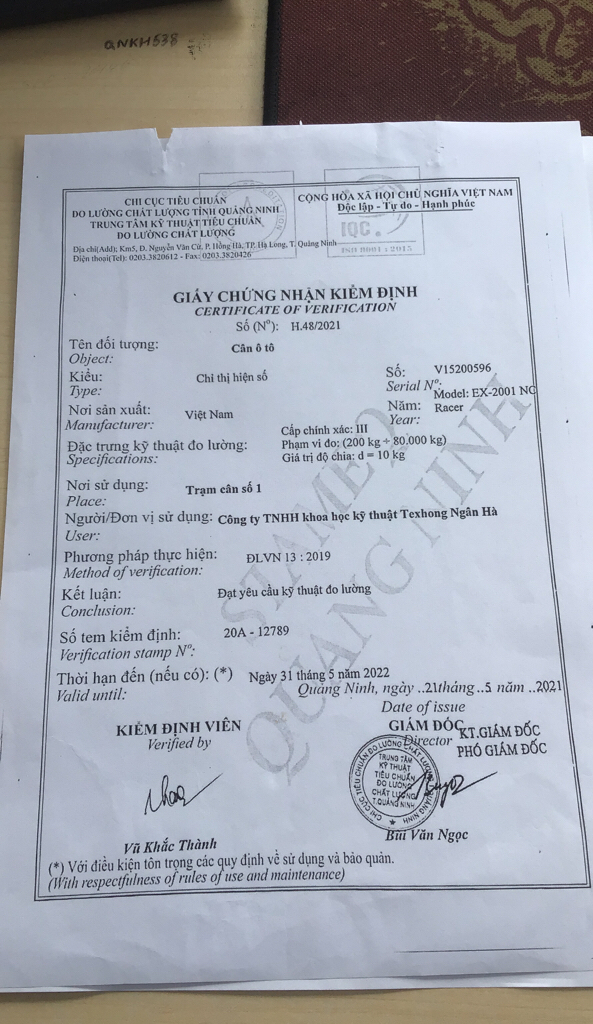 QNKH538
CHI CỤC TIÊU CHUẨN
ĐO LƯỜNG CHẤT LƯỢNG TỈNH QUẢNG NINH
TRUNG TÂM KỸ THUẬT TIÊU CHUẨN
ĐO LƯỜNG CHẤT LƯỢNG
Địa chỉ(Add); Km5, Đ. Nguyễn Văn Cừ, P. Hồng Hà, TP. Hạ Long, T. Quảng Ninh
Điện thoại(Tel): 0203.3820612 - Fax: 0203.3820426
CỘNG HÒA XÃ HỘI CHỦ NGHĨA VIỆT NAM
Độc lập - Tự do - Hạnh phúc
IQC.
ISO 9001 : 2015
GIẤY CHỨNG NHẬN KIỂM ĐỊNH
CERTIFICATE OF VERIFICATION
Số (N°): H.48/2021
Tên đối tượng: Cân ô tô
Object:
Kiểu: Chỉ thị hiện số Số: V15200596
Type: Serial N°: Model: EX-2001 NC
Nơi sản xuất: Việt Nam Năm: Racer
Manufacturer: Year:
Cấp chính xác: III
Đặc trưng kỹ thuật đo lường: Phạm vi đo: (200 kg ÷ 80.000 kg)
Specifications: Giá trị độ chia: d = 10 kg
Nơi sử dụng: Trạm cân số 1
Place:
Người/Đơn vị sử dụng: Công ty TNHH khoa học kỹ thuật Texhong Ngân Hà
User:
Phương pháp thực hiện: ĐLVN 13 : 2019
Method of verification:
Kết luận: Đạt yêu cầu kỹ thuật đo lường
Conclusion:
Số tem kiểm định: 20A - 12789
Verification stamp N°:
Thời hạn đến (nếu có): (*) Ngày 31 tháng 5 năm 2022
Valid until: Quảng Ninh, ngày ..21tháng ..5 năm ..2021
Date of issue
KIỂM ĐỊNH VIÊN
Verified by
GIÁM ĐỐC
Director
KT.GIÁM ĐỐC
PHÓ GIÁM ĐỐC
CHI CỤC TIÊU CHUẨN ĐO LƯỜNG CHẤT LƯỢNG QUẢNG NINH
TRUNG TÂM
KỸ THUẬT
TIÊU CHUẨN
ĐO LƯỜNG
CHẤT LƯỢNG
T.QUẢNG NINH
Vũ Khắc Thành
Bùi Văn Ngọc
(*) Với điều kiện tôn trọng các quy định về sử dụng và bảo quản.
(With respectfulness of rules of use and maintenance)
STAMEQ
QUANG NINH